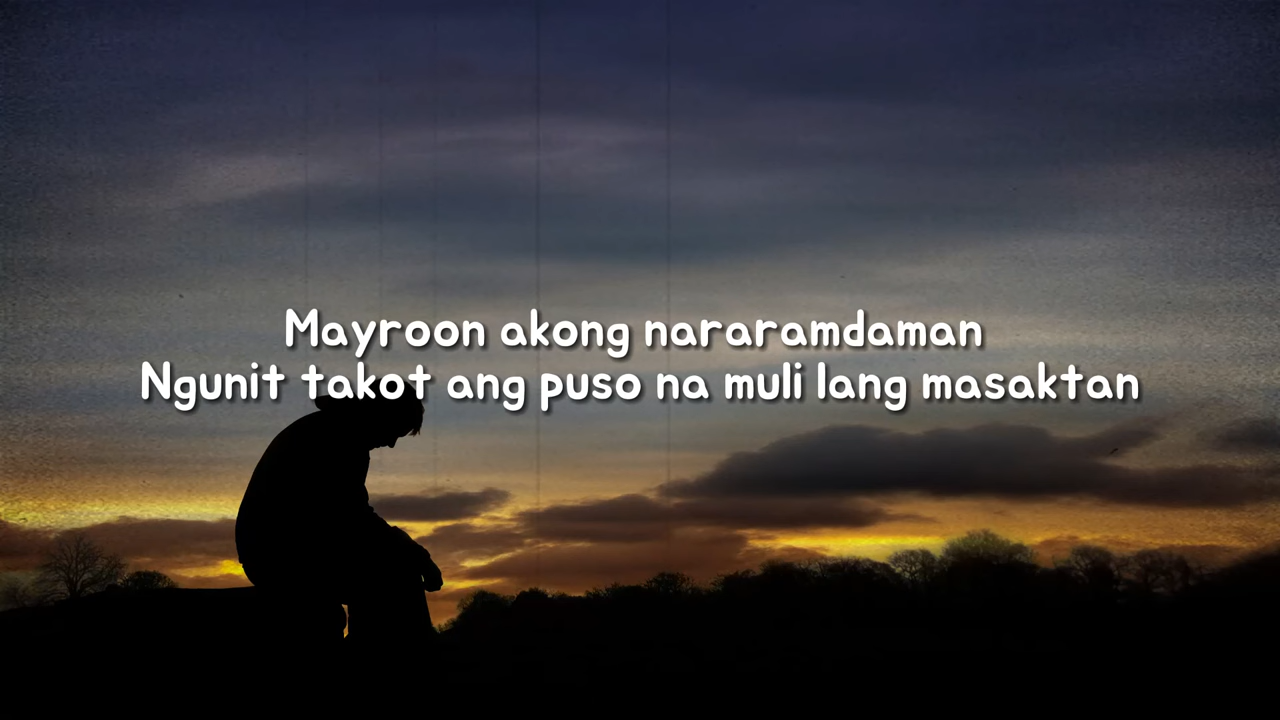 Mayroon akong nararamdaman
Ngunit takot ang puso na muli lang masaktan